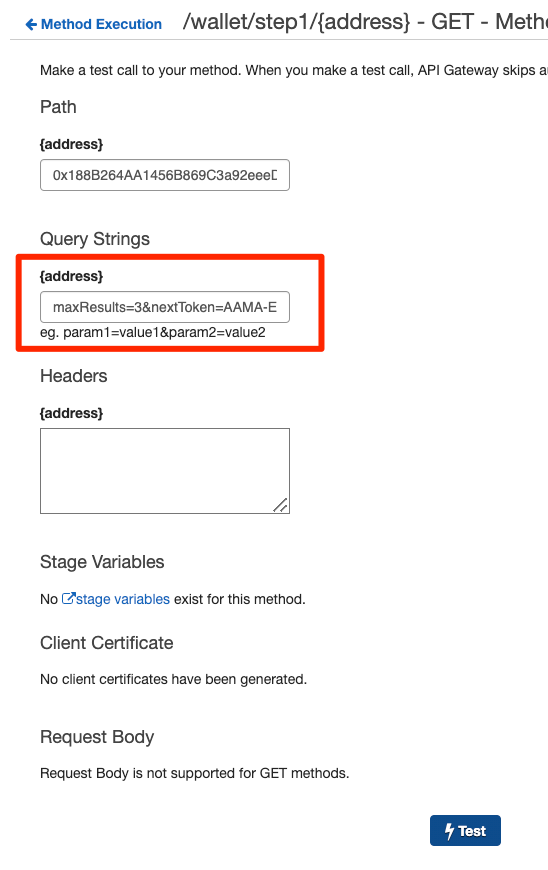 Method Execution /wallet/step1/{address} - GET - Meth
Make a test call to your method. When you make a test call, API Gateway skips
Path
{address}
0x188B264AA1456B869C3a92eeeD
Query Strings
{address}
maxResults=3&nextToken=AAMA-E
eg. param1=value1&param2=value2
Headers
{address}
Stage Variables
No stage variables exist for this method.
Client Certificate
No client certificates have been generated.
Request Body
Request Body is not supported for GET methods.
Test